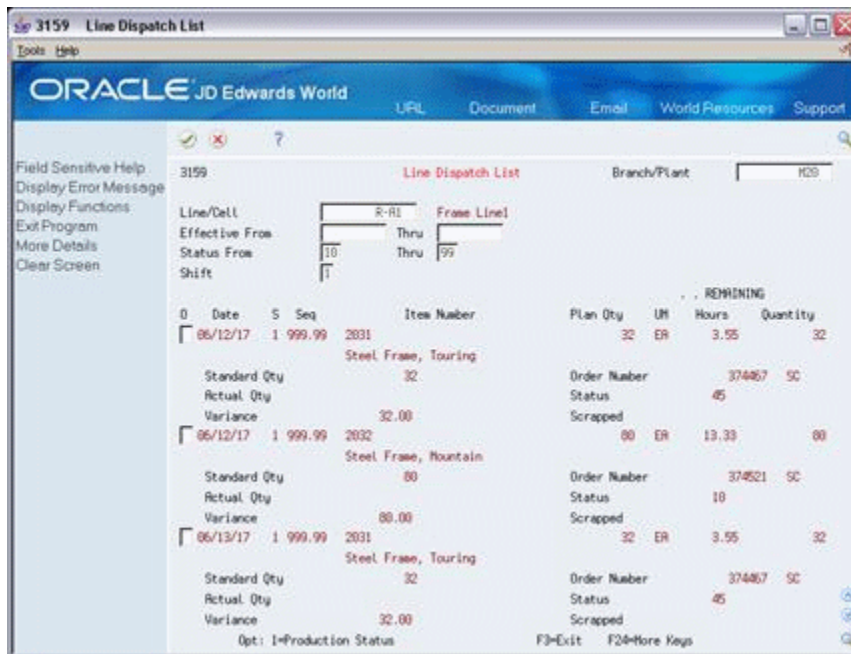 3159 Line Dispatch List
Tools Help
ORACLE JD Edwards World
URL Document Email World Resources Support
?
Field Sensitive Help
Display Error Message
Display Functions
Exit Program
More Details
Clear Screen
3159 Line Dispatch List Branch/Plant M20
Line/Cell R-A1 Frame Line1
Effective From Thru
Status From 10 Thru 99
Shift 1
. . REMAINING
O Date S Seq Item Number Plan Qty UM Hours Quantity
06/12/17 1 999.99 2031 32 EA 3.55 32
Steel Frame, Touring
Standard Qty 32 Order Number 374467 SC
Actual Qty Status 45
Variance 32.00 Scrapped
06/12/17 1 999.99 2032 80 EA 13.33 80
Steel Frame, Mountain
Standard Qty 80 Order Number 374521 SC
Actual Qty Status 10
Variance 80.00 Scrapped
06/13/17 1 999.99 2031 32 EA 3.55 32
Steel Frame, Touring
Standard Qty 32 Order Number 374467 SC
Actual Qty Status 45
Variance 32.00 Scrapped
Opt: 1=Production Status F3=Exit F24=More Keys